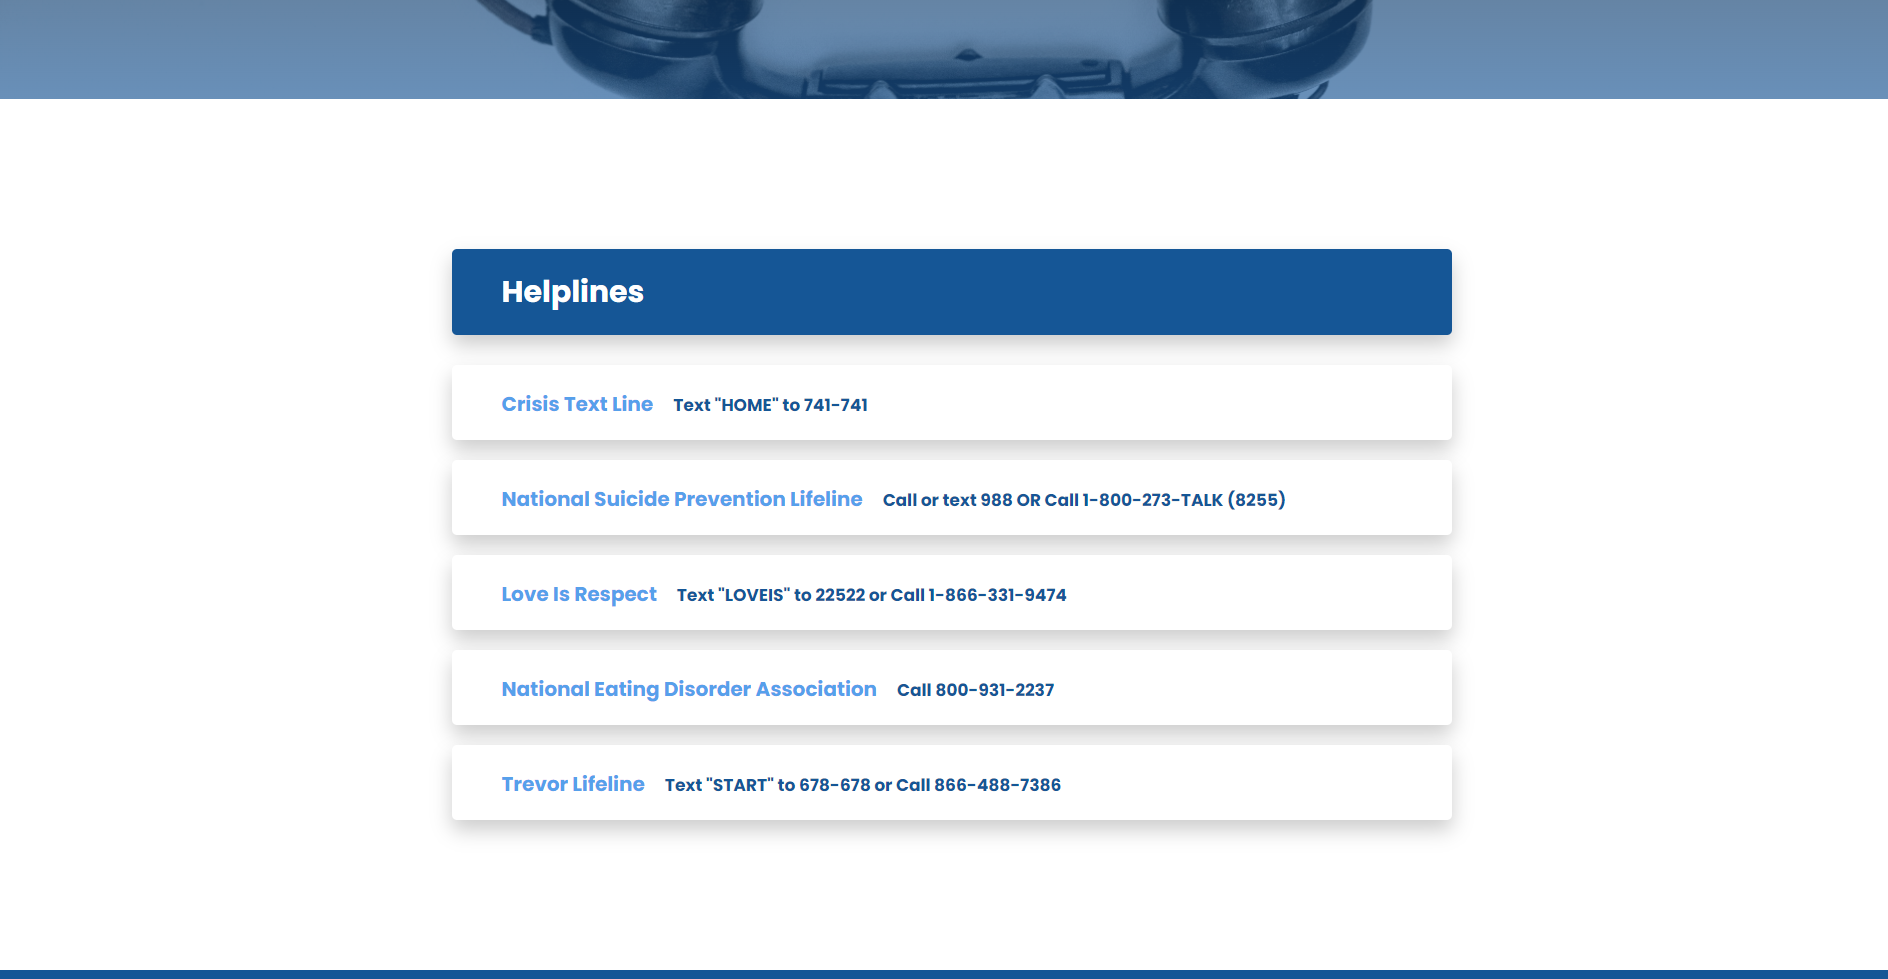 Helplines
Crisis Text Line Text "HOME" to 741-741
National Suicide Prevention Lifeline Call or text 988 OR Call 1-800-273-TALK (8255)
Love Is Respect Text "LOVEIS" to 22522 or Call 1-866-331-9474
National Eating Disorder Association Call 800-931-2237
Trevor Lifeline Text "START" to 678-678 or Call 866-488-7386